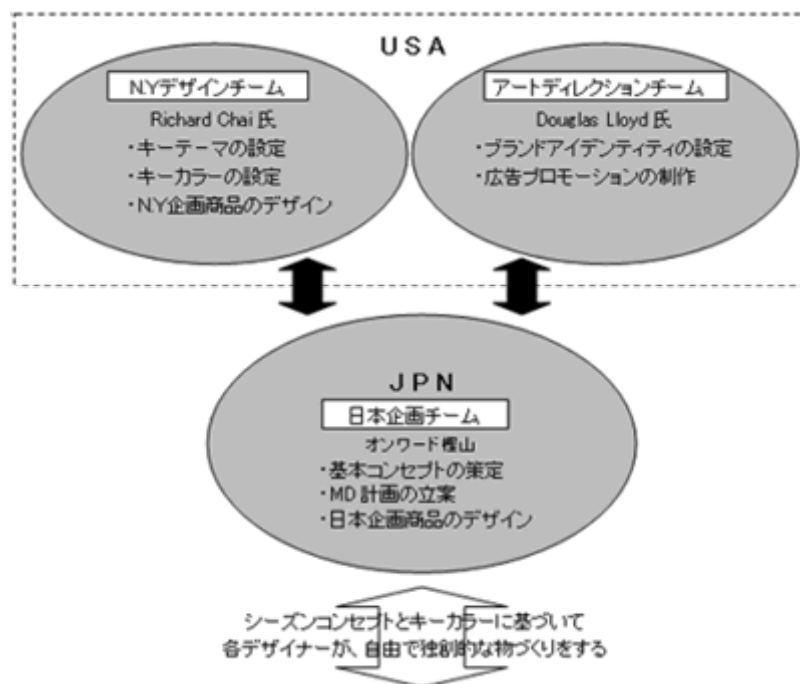 USA
N.Yデザインチーム
Richard Chai 氏
・キーテーマの設定
・キーカラーの設定
・N.Y企画商品のデザイン
アートディレクションチーム
Douglas Lloyd 氏
・ブランドアイデンティティの設定
・広告プロモーションの制作
JPN
日本企画チーム
オンワード樫山
・基本コンセプトの策定
・MD計画の立案
・日本企画商品のデザイン
シーズンコンセプトとキーカラーに基づいて
各デザイナーが、自由で独創的な物づくりをする